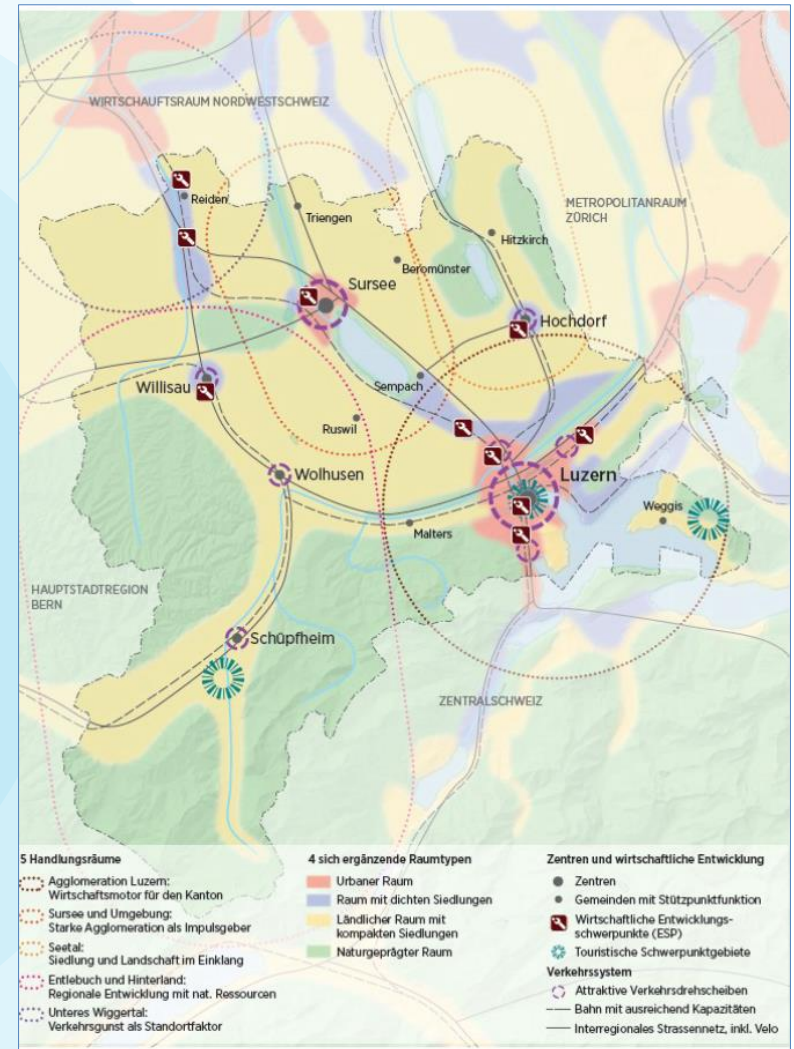 WIRTSCHAUFTSRAUM NORDWESTSCHWEIZ
Reiden
METROPOLITANRAUM
ZÜRICH
Triengen
Hitzkirch
Beromünster
Sursee
Hochdorf
Willisau
Sempach
Ruswil
Wolhusen
Luzern
Weggis
Malters
HAUPTSTADTREGION
BERN
Schüpfheim
ZENTRALSCHWEIZ
5 Handlungsräume
Agglomeration Luzern:
Wirtschaftsmotor für den Kanton
Sursee und Umgebung:
Starke Agglomeration als Impulsgeber
Seetal:
Siedlung und Landschaft im Einklang
Entlebuch und Hinterland:
Regionale Entwicklung mit nat. Ressourcen
Unteres Wiggertal:
Verkehrsgunst als Standortfaktor
4 sich ergänzende Raumtypen
Urbaner Raum
Raum mit dichten Siedlungen
Ländlicher Raum mit
kompakten Siedlungen
Naturgeprägter Raum
Zentren und wirtschaftliche Entwicklung
Zentren
Gemeinden mit Stützpunktfunktion
Wirtschaftliche Entwicklungs-
schwerpunkte (ESP)
Touristische Schwerpunktgebiete
Verkehrssystem
Attraktive Verkehrsdrehscheiben
Bahn mit ausreichend Kapazitäten
Interregionales Strassennetz, inkl. Velo